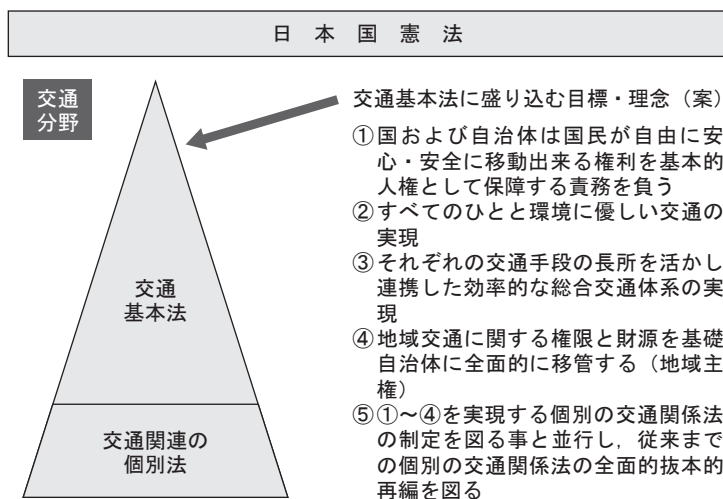 日本国憲法
交通
分野
交通基本法に盛り込む目標・理念（案）
①国および自治体は国民が自由に安
心・安全に移動出来る権利を基本的
人権として保障する責務を負う
②すべてのひとと環境に優しい交通の
実現
③それぞれの交通手段の長所を活かし
連携した効率的な総合交通体系の実
現
④地域交通に関する権限と財源を基礎
自治体に全面的に移管する（地域主
権）
⑤①～④を実現する個別の交通関係法
の制定を図る事と並行し，従来まで
の個別の交通関係法の全面的抜本的
再編を図る
交通
基本法
交通関連の
個別法